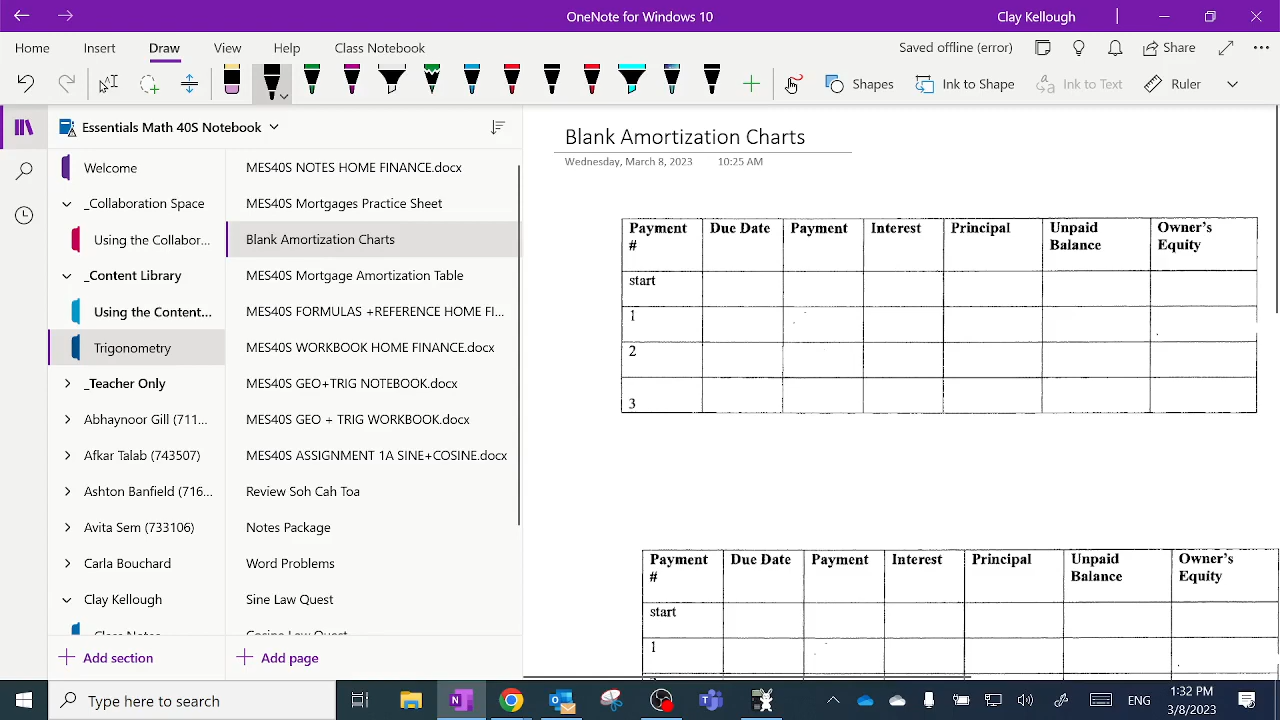 OneNote for Windows 10
Clay Kellough
Home Insert Draw View Help Class Notebook
Saved offline (error)
Share
Shapes
Ink to Shape
Ink to Text
Ruler
Essentials Math 40S Notebook
Welcome
_Collaboration Space
Using the Collabor...
_Content Library
Using the Content...
Trigonometry
_Teacher Only
Abhaynoor Gill (711...
Afkar Talab (743507)
Ashton Banfield (716...
Avita Sem (733106)
Carla Bouchard
Clay Kellough
Class Notes
Add section
MES40S NOTES HOME FINANCE.docx
MES40S Mortgages Practice Sheet
Blank Amortization Charts
MES40S Mortgage Amortization Table
MES40S FORMULAS +REFERENCE HOME FI...
MES40S WORKBOOK HOME FINANCE.docx
MES40S GEO+TRIG NOTEBOOK.docx
MES40S GEO + TRIG WORKBOOK.docx
MES40S ASSIGNMENT 1A SINE+COSINE.docx
Review Soh Cah Toa
Notes Package
Word Problems
Sine Law Quest
Cosine Law Quest
Add page
Blank Amortization Charts
Wednesday, March 8, 2023 10:25 AM
Payment Due Date Payment Interest Principal Unpaid Owner's
# Balance Equity
start
1
2
3
Payment Due Date Payment Interest Principal Unpaid Owner's
# Balance Equity
start
1
Type here to search
ENG
1:32 PM
3/8/2023